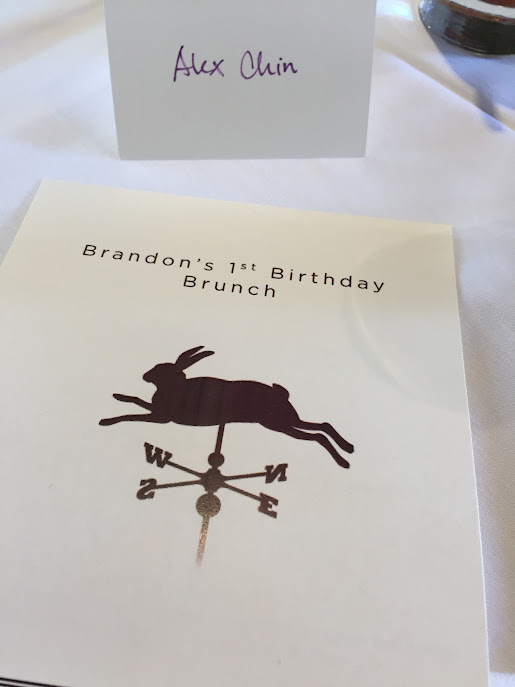 Alex Chin
Brandon's 1st Birthday
Brunch
W N
S E